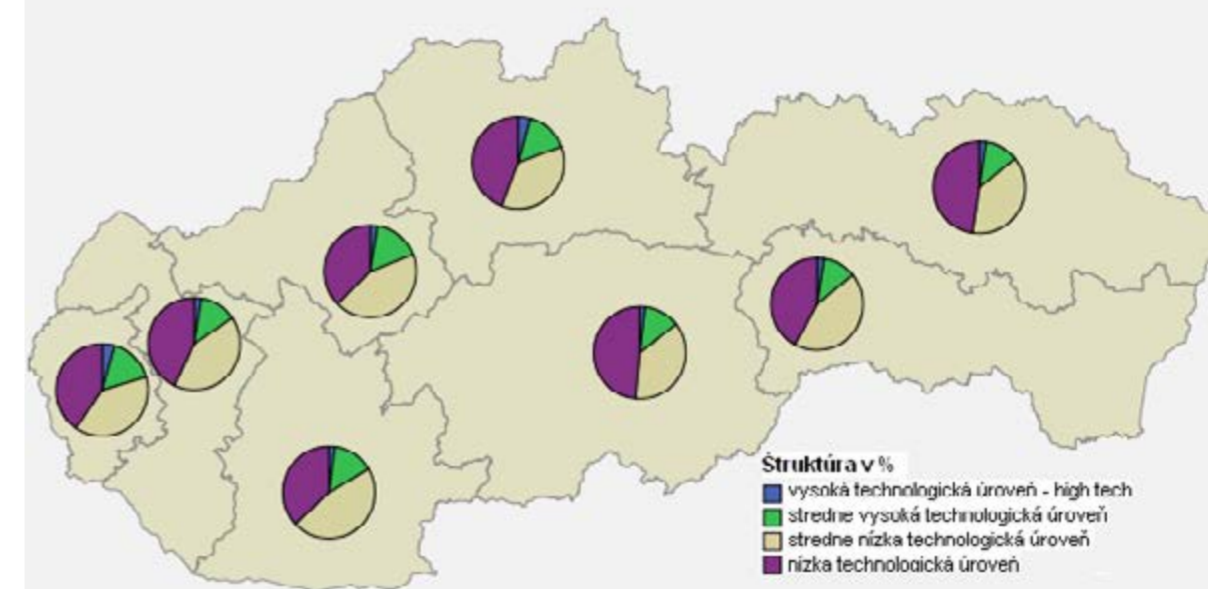 Štruktúra v %
vysoká technologická úroveň - high tech
stredne vysoká technologická úroveň
stredne nízka technologická úroveň
nízka technologická úroveň